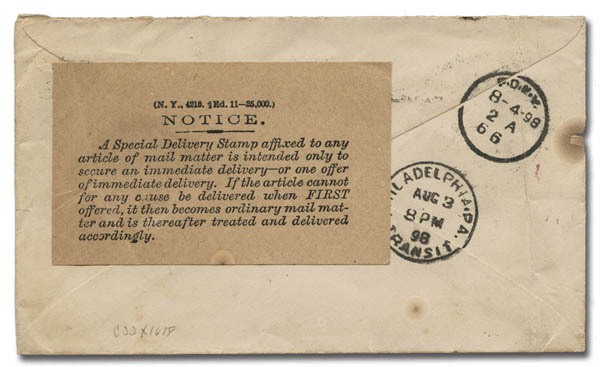 (N. Y., 4218. Ed. 11—25,000.)
NOTICE.
A Special Delivery Stamp affixed to any
article of mail matter is intended only to
secure an immediate delivery—or one offer
of immediate delivery. If the article cannot
for any cause be delivered when FIRST
offered, it then becomes ordinary mail mat-
ter and is thereafter treated and delivered
accordingly.
8-4-98
2 A
66
ILADELPHIA, PA.
AUG 3
8 PM
98
TRANSIT.